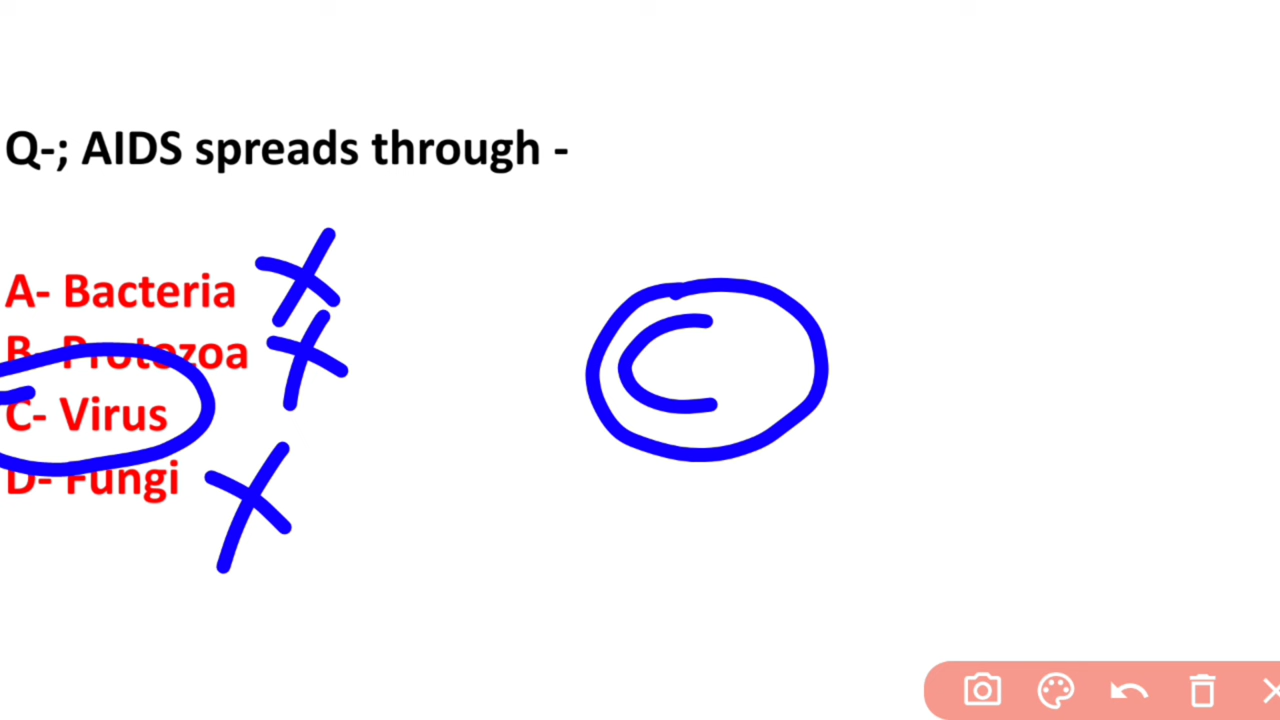 Q-; AIDS spreads through -
A- Bacteria
B- Protozoa
C- Virus
D- Fungi
C